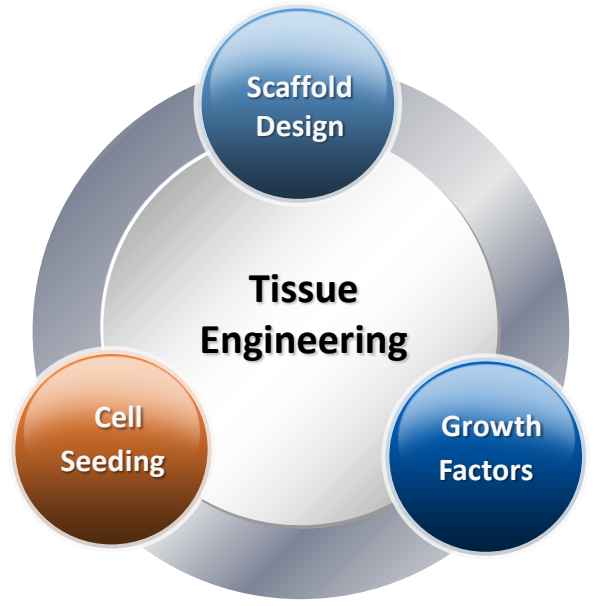 Scaffold
Design
Tissue
Engineering
Cell
Seeding
Growth
Factors